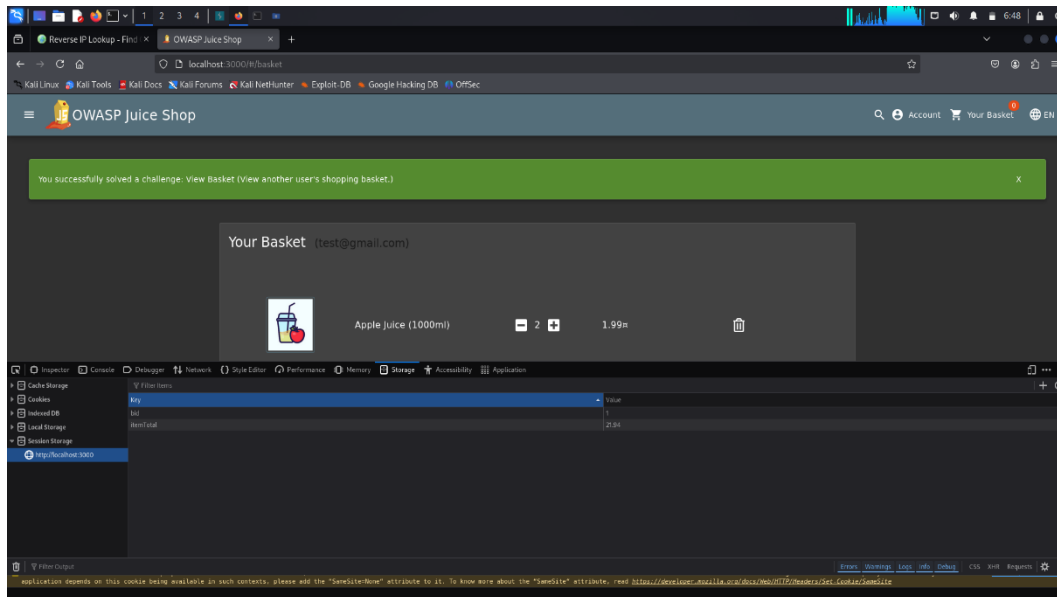 1 2 3 4
6:48
Reverse IP Lookup - Find
OWASP Juice Shop
localhost:3000/#/basket
Kali Linux Kali Tools Kali Docs Kali Forums Kali NetHunter Exploit-DB Google Hacking DB OffSec
OWASP Juice Shop
Account
0
Your Basket
EN
You successfully solved a challenge: View Basket (View another user's shopping basket.)
X
Your Basket (test@gmail.com)
Apple Juice (1000ml) 2 1.99¤
Inspector Console Debugger Network Style Editor Performance Memory Storage Accessibility Application
Cache Storage
Filter Items
Cookies
Key Value
Indexed DB
bid 1
Local Storage
itemTotal 21.94
Session Storage
http://localhost:3000
Filter Output
Errors Warnings Logs Info Debug CSS XHR Requests
application depends on this cookie being available in such contexts, please add the "SameSite=None" attribute to it. To know more about the "SameSite" attribute, read https://developer.mozilla.org/docs/Web/HTTP/Headers/Set-Cookie/SameSite